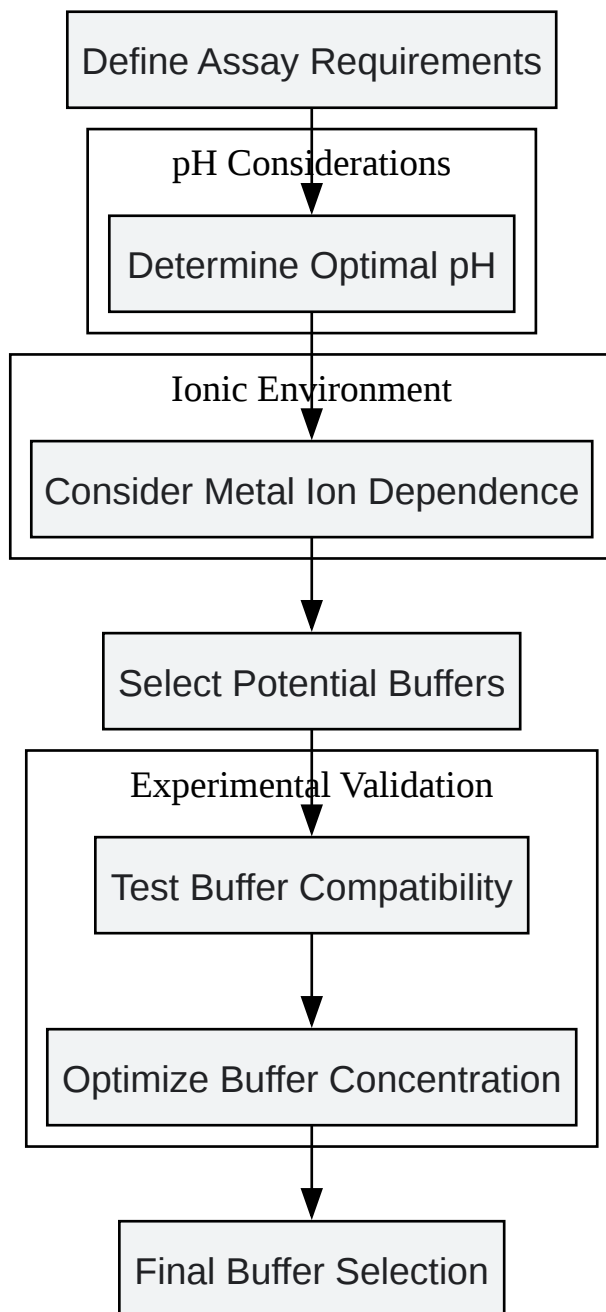 Define Assay Requirements
pH Considerations
Determine Optimal pH
Ionic Environment
Consider Metal Ion Dependence
Select Potential Buffers
Experimental Validation
Test Buffer Compatibility
Optimize Buffer Concentration
Final Buffer Selection